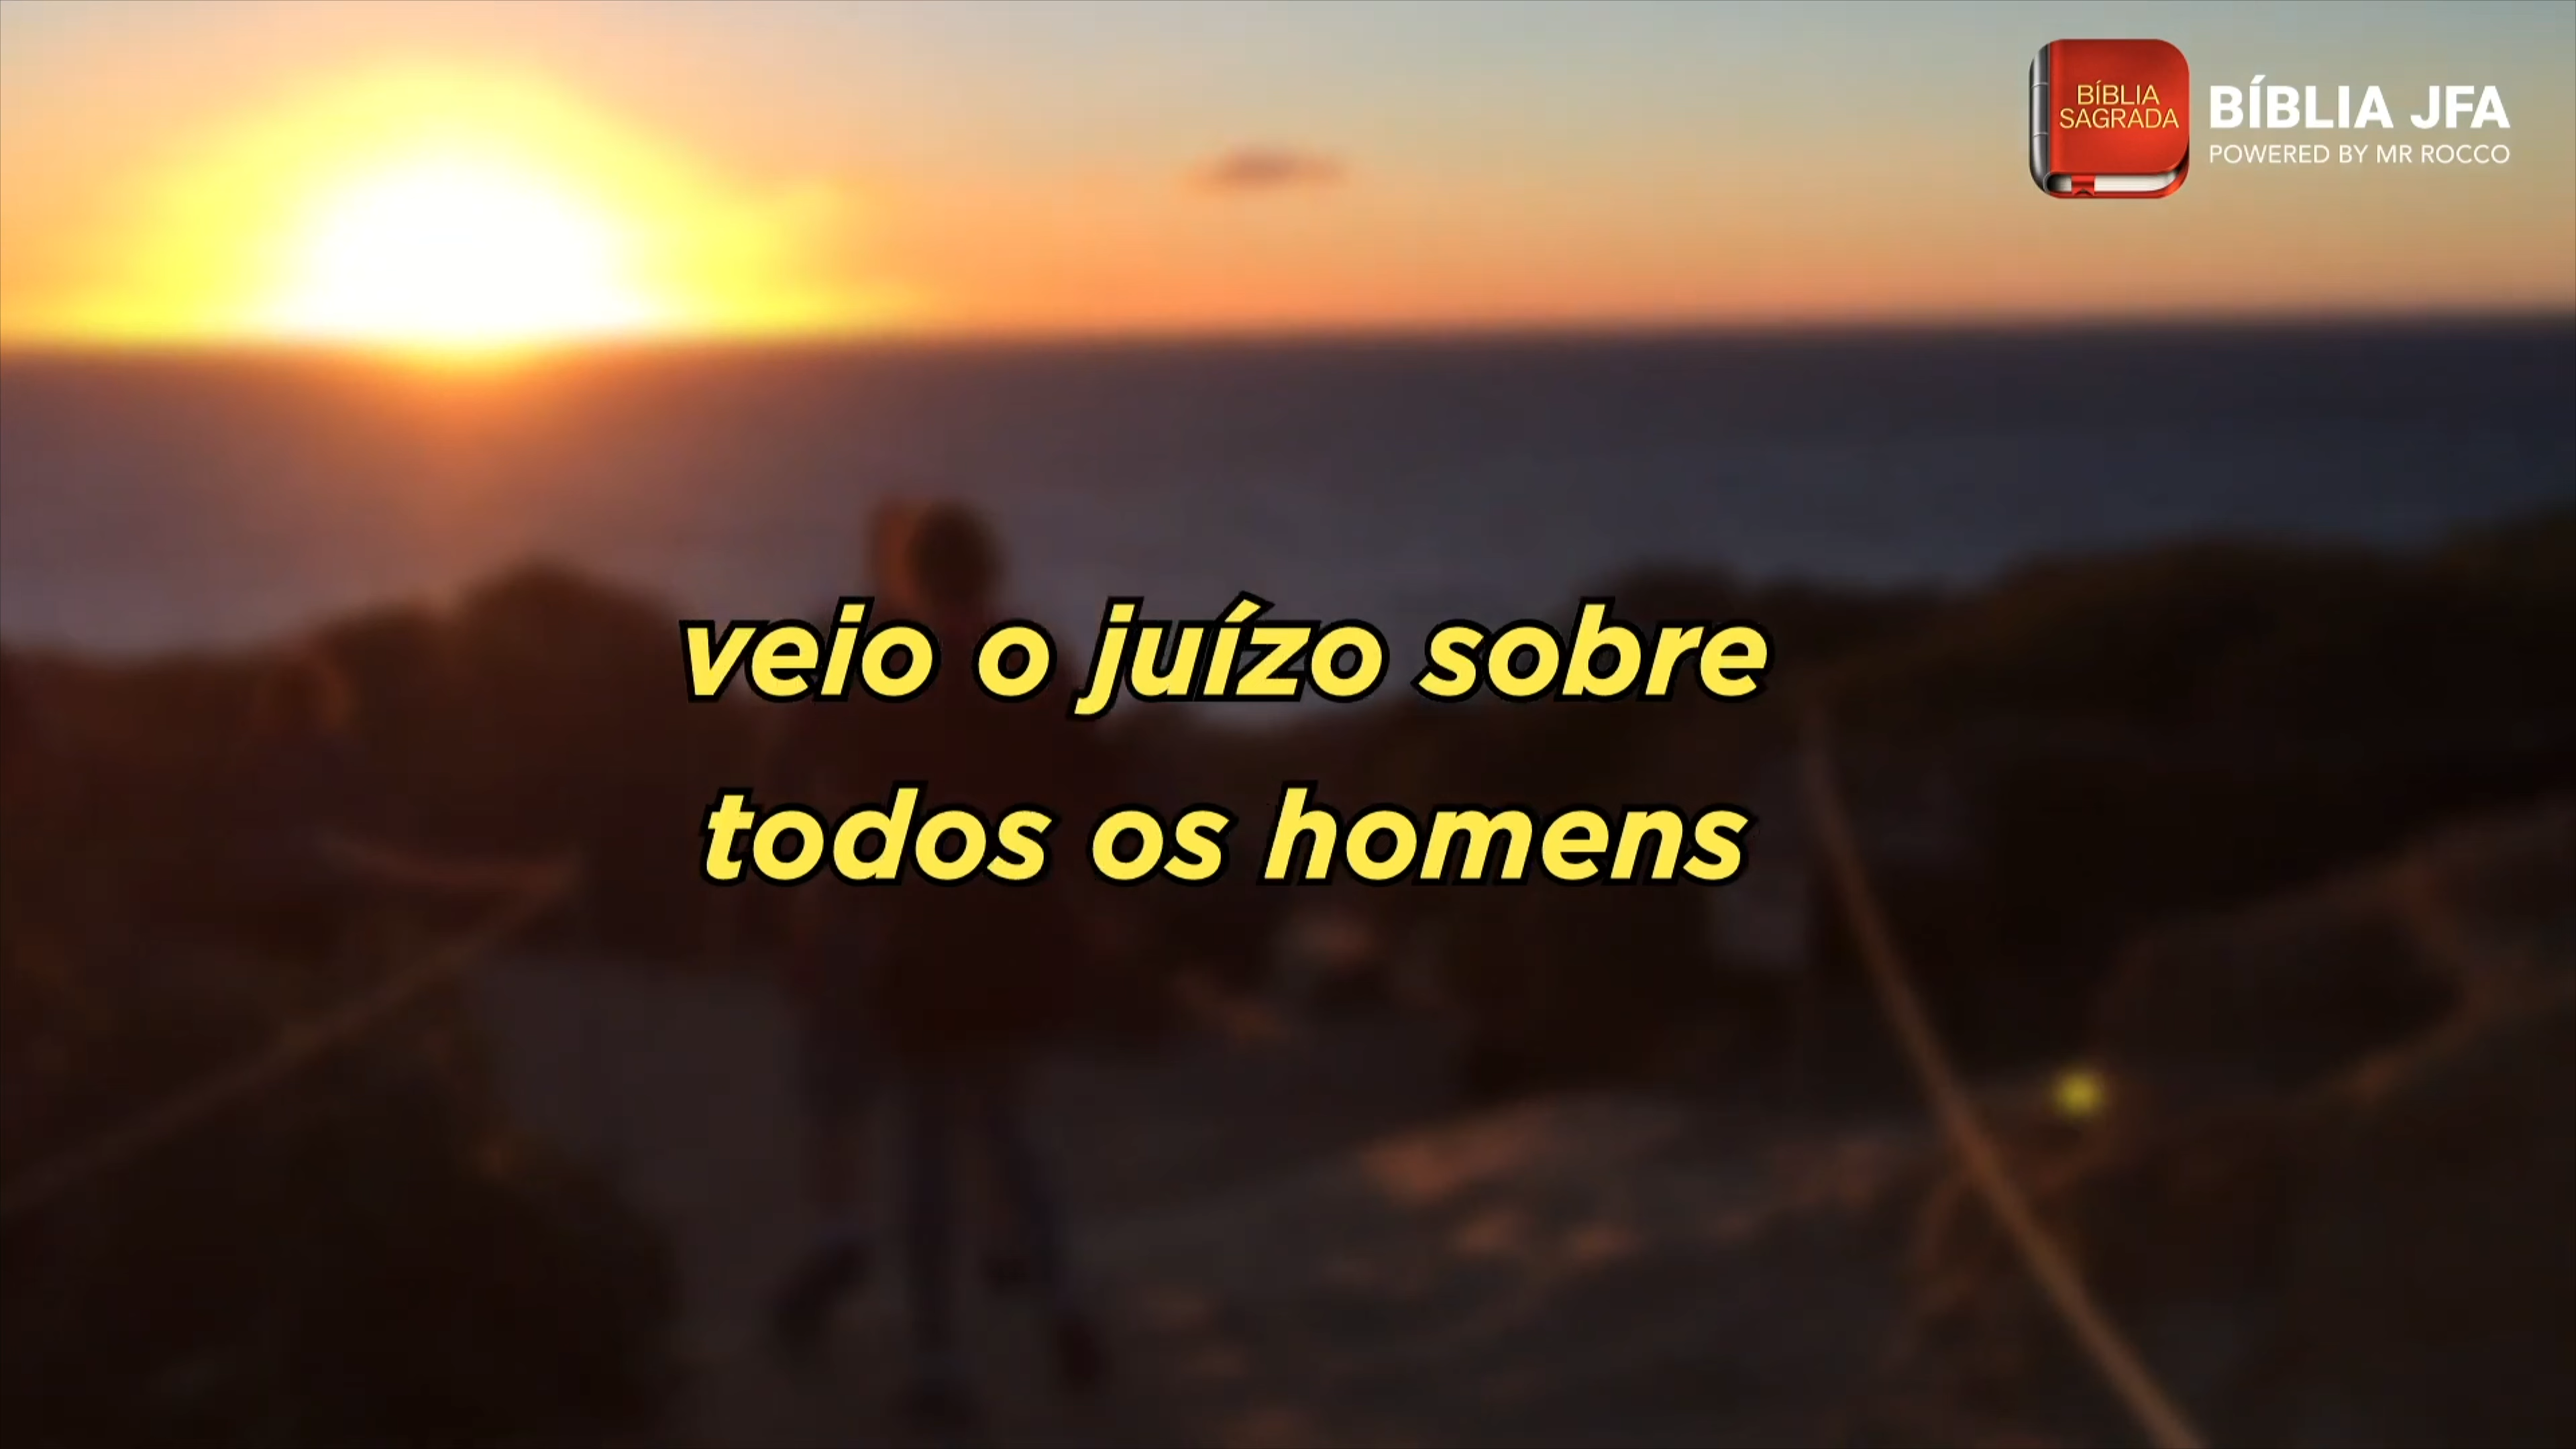 BÍBLIA
SAGRADA
BÍBLIA JFA
POWERED BY MR ROCCO
veio o juízo sobre
todos os homens